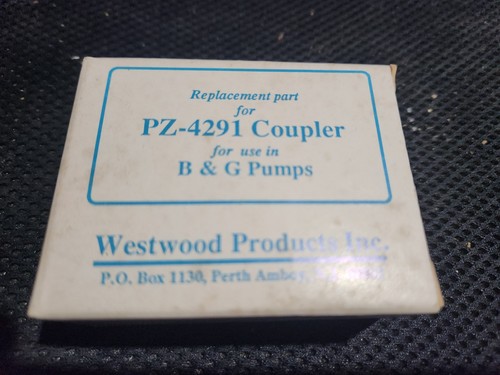 Replacement part
for
PZ-4291 Coupler
for use in
B & G Pumps
Westwood Products Inc.
P.O. Box 1130, Perth Amboy,